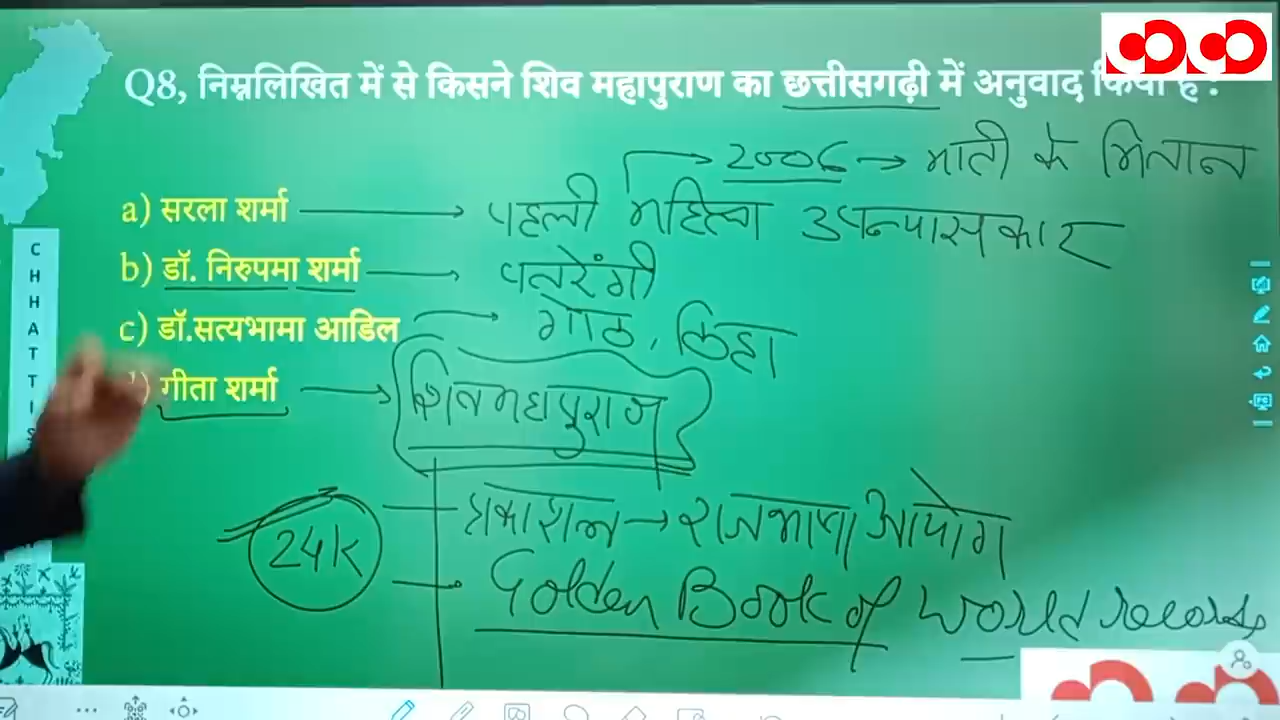 Q8, निम्नलिखित में से किसने शिव महापुराण का छत्तीसगढ़ी में अनुवाद किया है ?
2006 → माटी के मितान
a) सरला शर्मा → पहली महिला उपन्यासकार
b) डॉ. निरुपमा शर्मा → पतरेंगी
c) डॉ.सत्यभामा आडिल → गोठ,
d) गीता शर्मा → शिवमहापुराण
24K
प्रकाशन → राजभाषा आयोग
Golden Book of World records
CHHATTIS